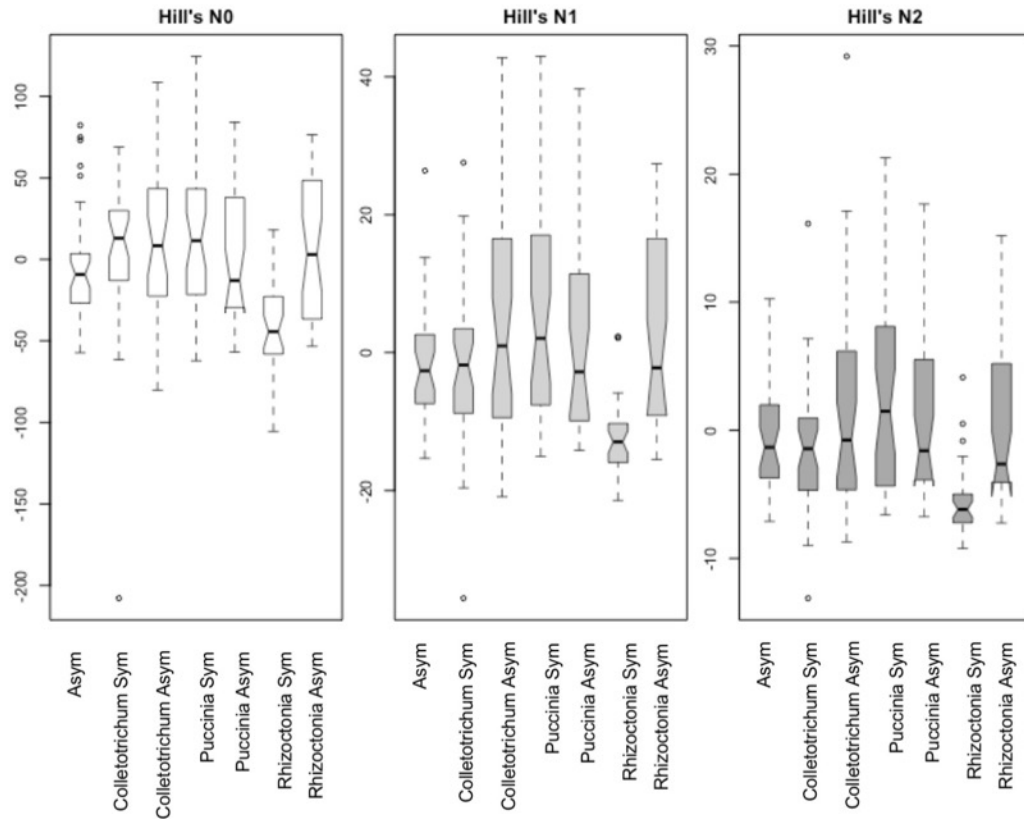 Hill's N0
100
50
0
-50
-100
-150
-200
Asym
Colletotrichum Sym
Colletotrichum Asym
Puccinia Sym
Puccinia Asym
Rhizoctonia Sym
Rhizoctonia Asym
Hill's N1
40
20
0
-20
Asym
Colletotrichum Sym
Colletotrichum Asym
Puccinia Sym
Puccinia Asym
Rhizoctonia Sym
Rhizoctonia Asym
Hill's N2
30
20
10
0
-10
Asym
Colletotrichum Sym
Colletotrichum Asym
Puccinia Sym
Puccinia Asym
Rhizoctonia Sym
Rhizoctonia Asym